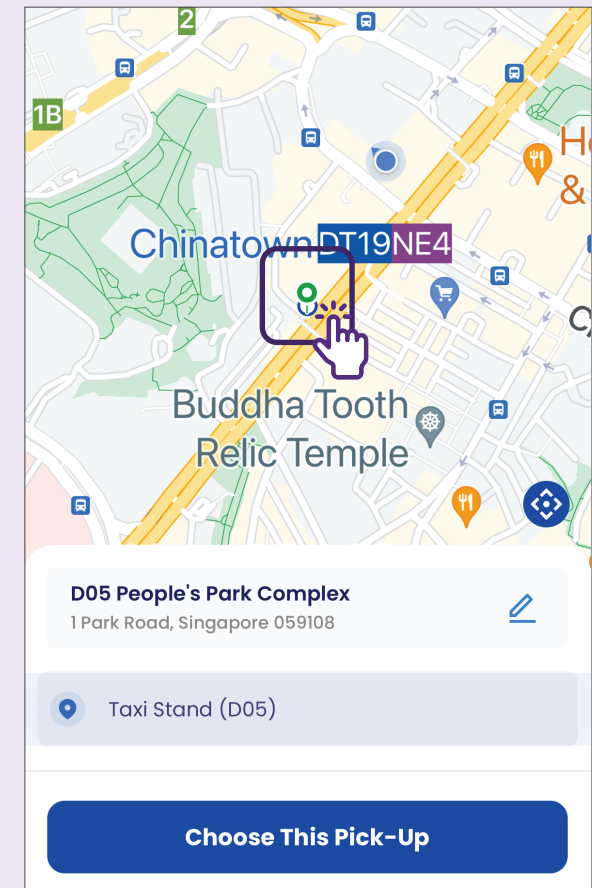 2
1B
Chinatown DT19 NE4
Buddha Tooth
Relic Temple
D05 People's Park Complex
1 Park Road, Singapore 059108
Taxi Stand (D05)
Choose This Pick-Up